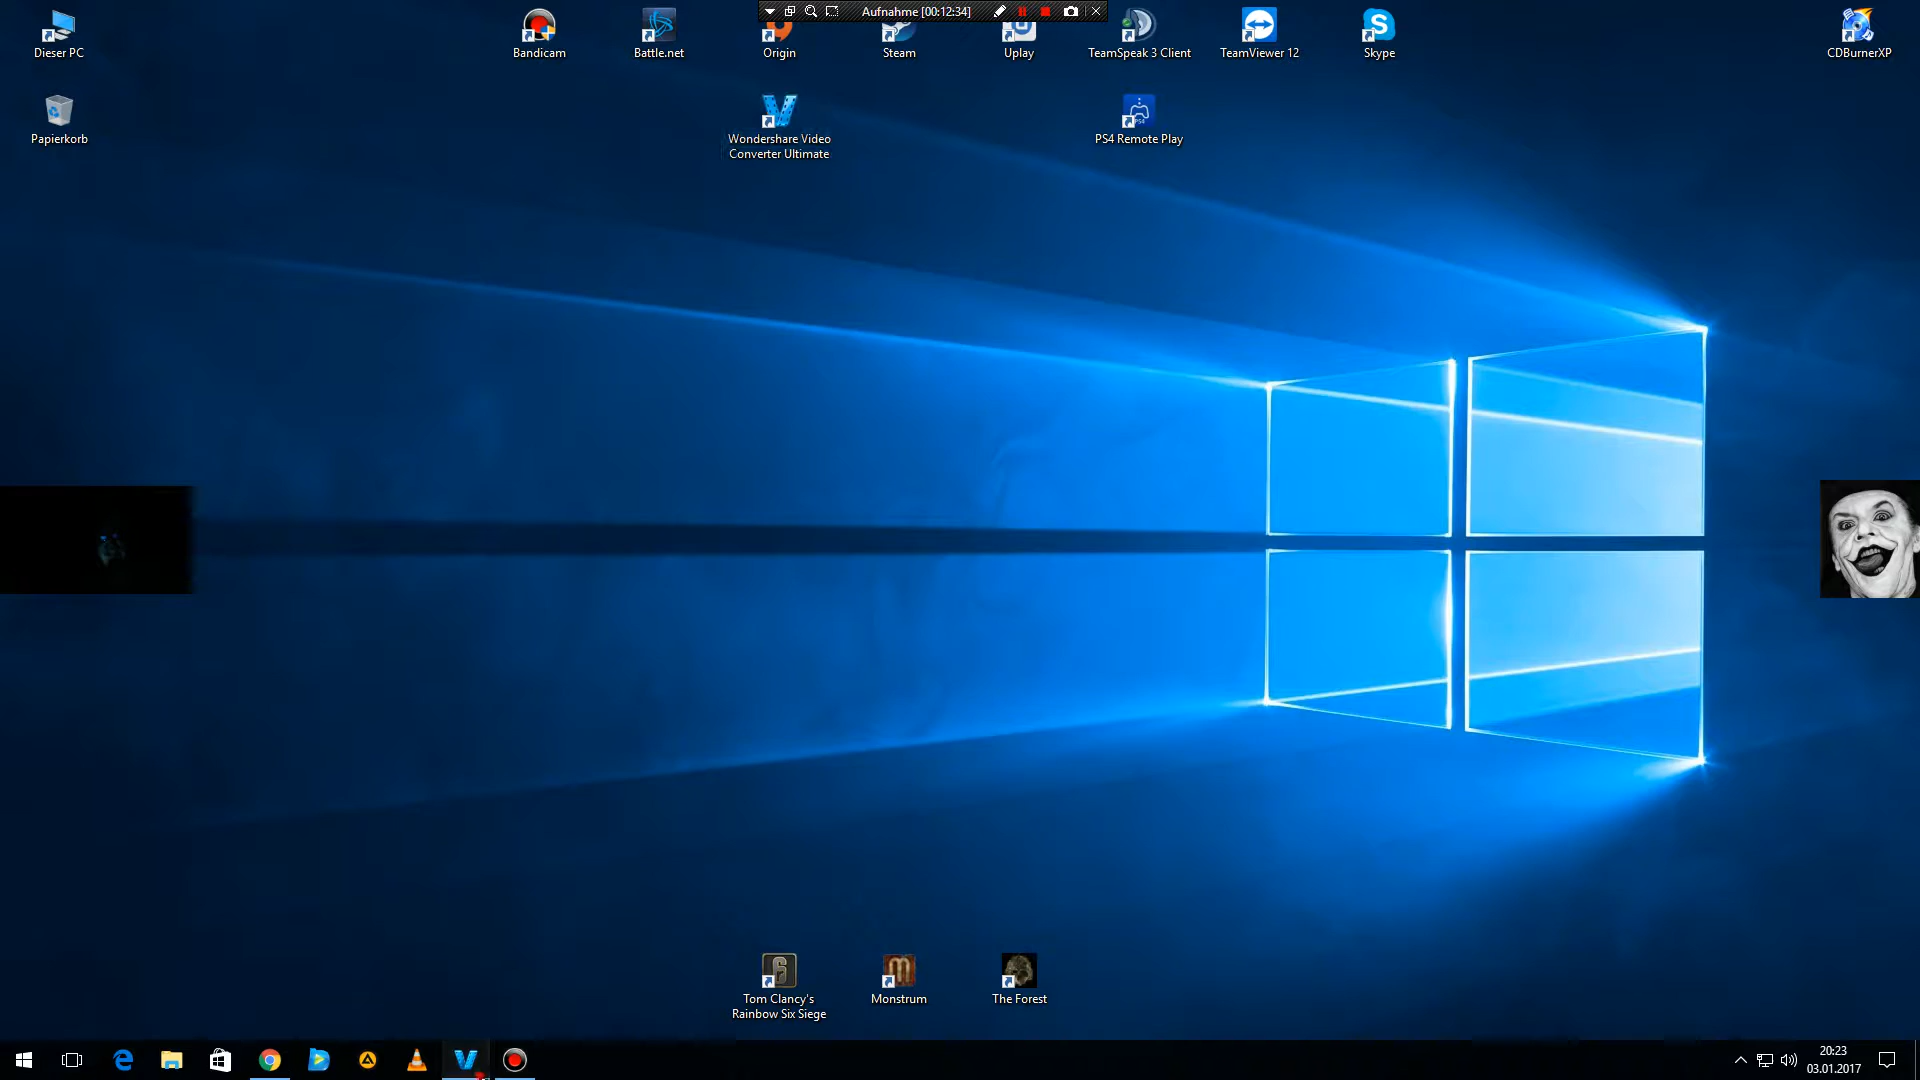 Aufnahme [00:12:34]
Dieser PC
Bandicam
Battle.net
Origin
Steam
Uplay
TeamSpeak 3 Client
TeamViewer 12
Skype
CDBurnerXP
Papierkorb
Wondershare Video
Converter Ultimate
PS4 Remote Play
Tom Clancy's
Rainbow Six Siege
Monstrum
The Forest
20:23
03.01.2017